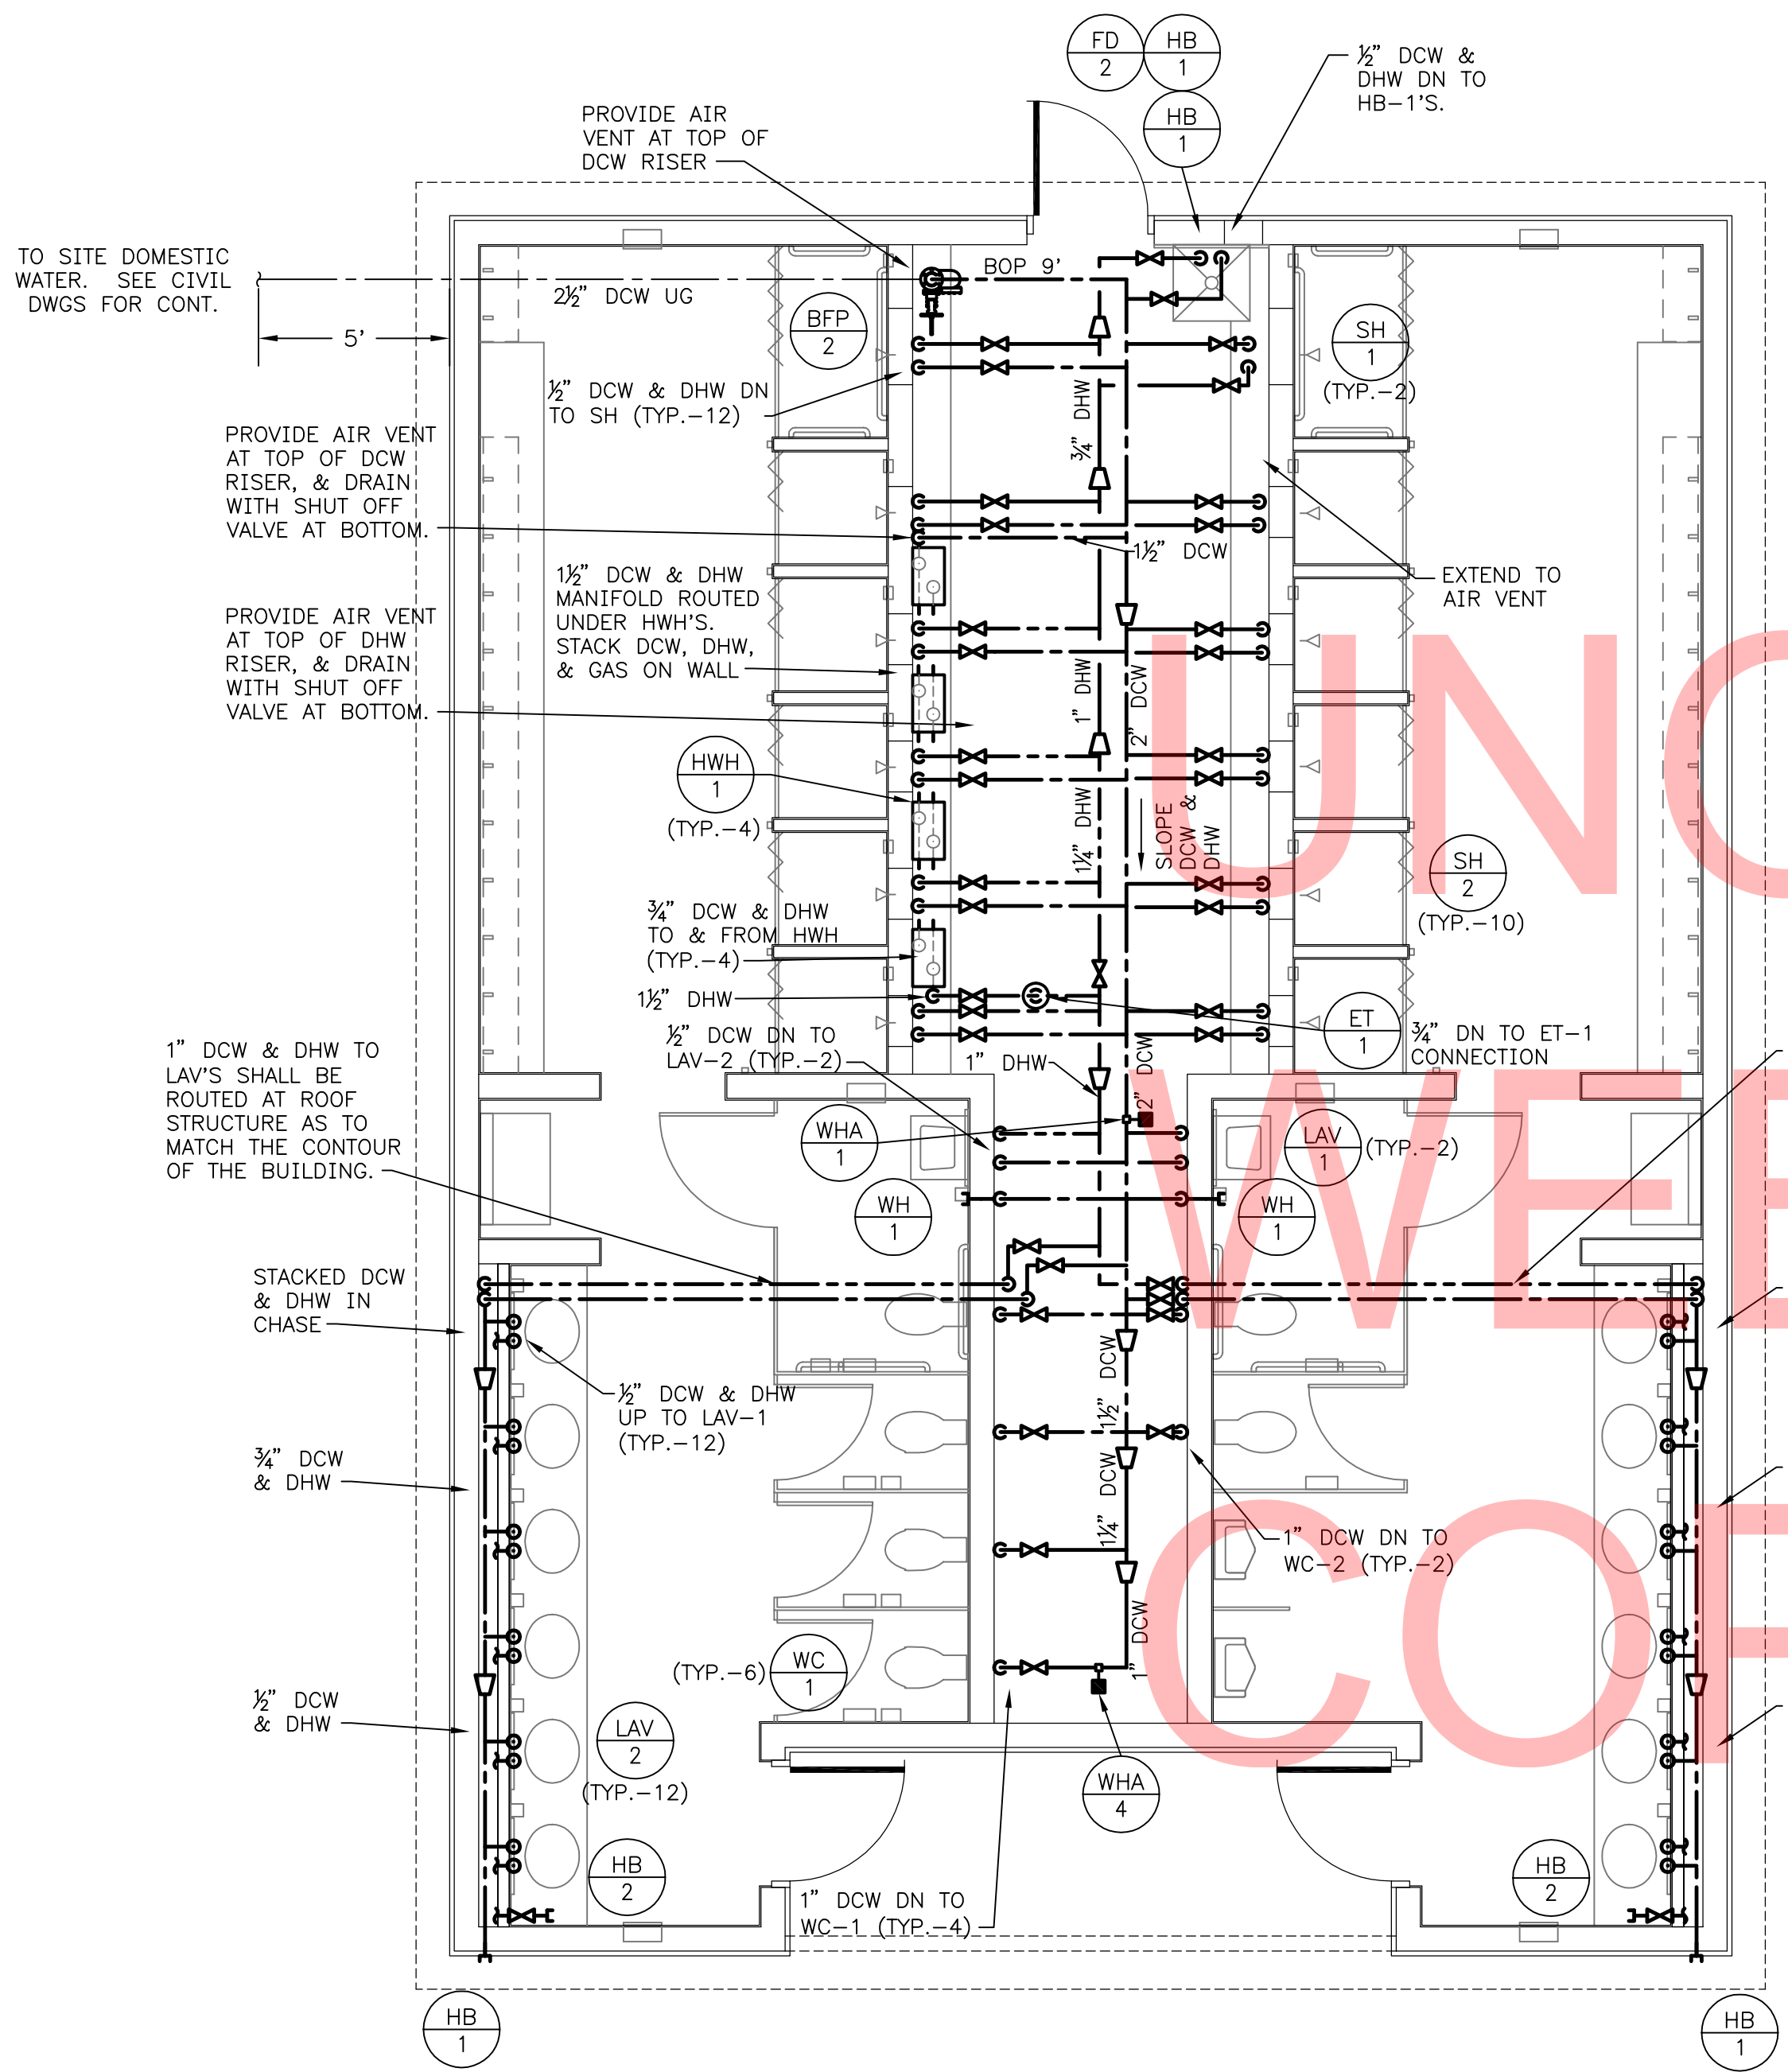 FD
2
HB
1
HB
1
½" DCW &
DHW DN TO
HB-1'S.
PROVIDE AIR
VENT AT TOP OF
DCW RISER
TO SITE DOMESTIC
WATER. SEE CIVIL
DWGS FOR CONT.
5'
2½" DCW UG
BOP 9'
BFP
2
SH
1
(TYP.-2)
½" DCW & DHW DN
TO SH (TYP.-12)
¾" DHW
PROVIDE AIR VENT
AT TOP OF DCW
RISER, & DRAIN
WITH SHUT OFF
VALVE AT BOTTOM.
1½" DCW
1½" DCW & DHW
MANIFOLD ROUTED
UNDER HWH'S.
STACK DCW, DHW,
& GAS ON WALL
EXTEND TO
AIR VENT
PROVIDE AIR VENT
AT TOP OF DHW
RISER, & DRAIN
WITH SHUT OFF
VALVE AT BOTTOM.
1" DHW
2" DCW
HWH
1
(TYP.-4)
1¼" DHW
SLOPE
DCW &
DHW
SH
2
(TYP.-10)
¾" DCW & DHW
TO & FROM HWH
(TYP.-4)
1½" DHW
ET
1
¾" DN TO ET-1
CONNECTION
½" DCW DN TO
LAV-2 (TYP.-2)
1" DHW
2" DCW
1" DCW & DHW TO
LAV'S SHALL BE
ROUTED AT ROOF
STRUCTURE AS TO
MATCH THE CONTOUR
OF THE BUILDING.
WHA
1
LAV
1
(TYP.-2)
WH
1
WH
1
STACKED DCW
& DHW IN
CHASE
½" DCW & DHW
UP TO LAV-1
(TYP.-12)
1½" DCW
¾" DCW
& DHW
1¼" DCW
1" DCW DN TO
WC-2 (TYP.-2)
1" DCW
(TYP.-6)
WC
1
½" DCW
& DHW
LAV
2
(TYP.-12)
WHA
4
HB
2
HB
2
1" DCW DN TO
WC-1 (TYP.-4)
HB
1
HB
1